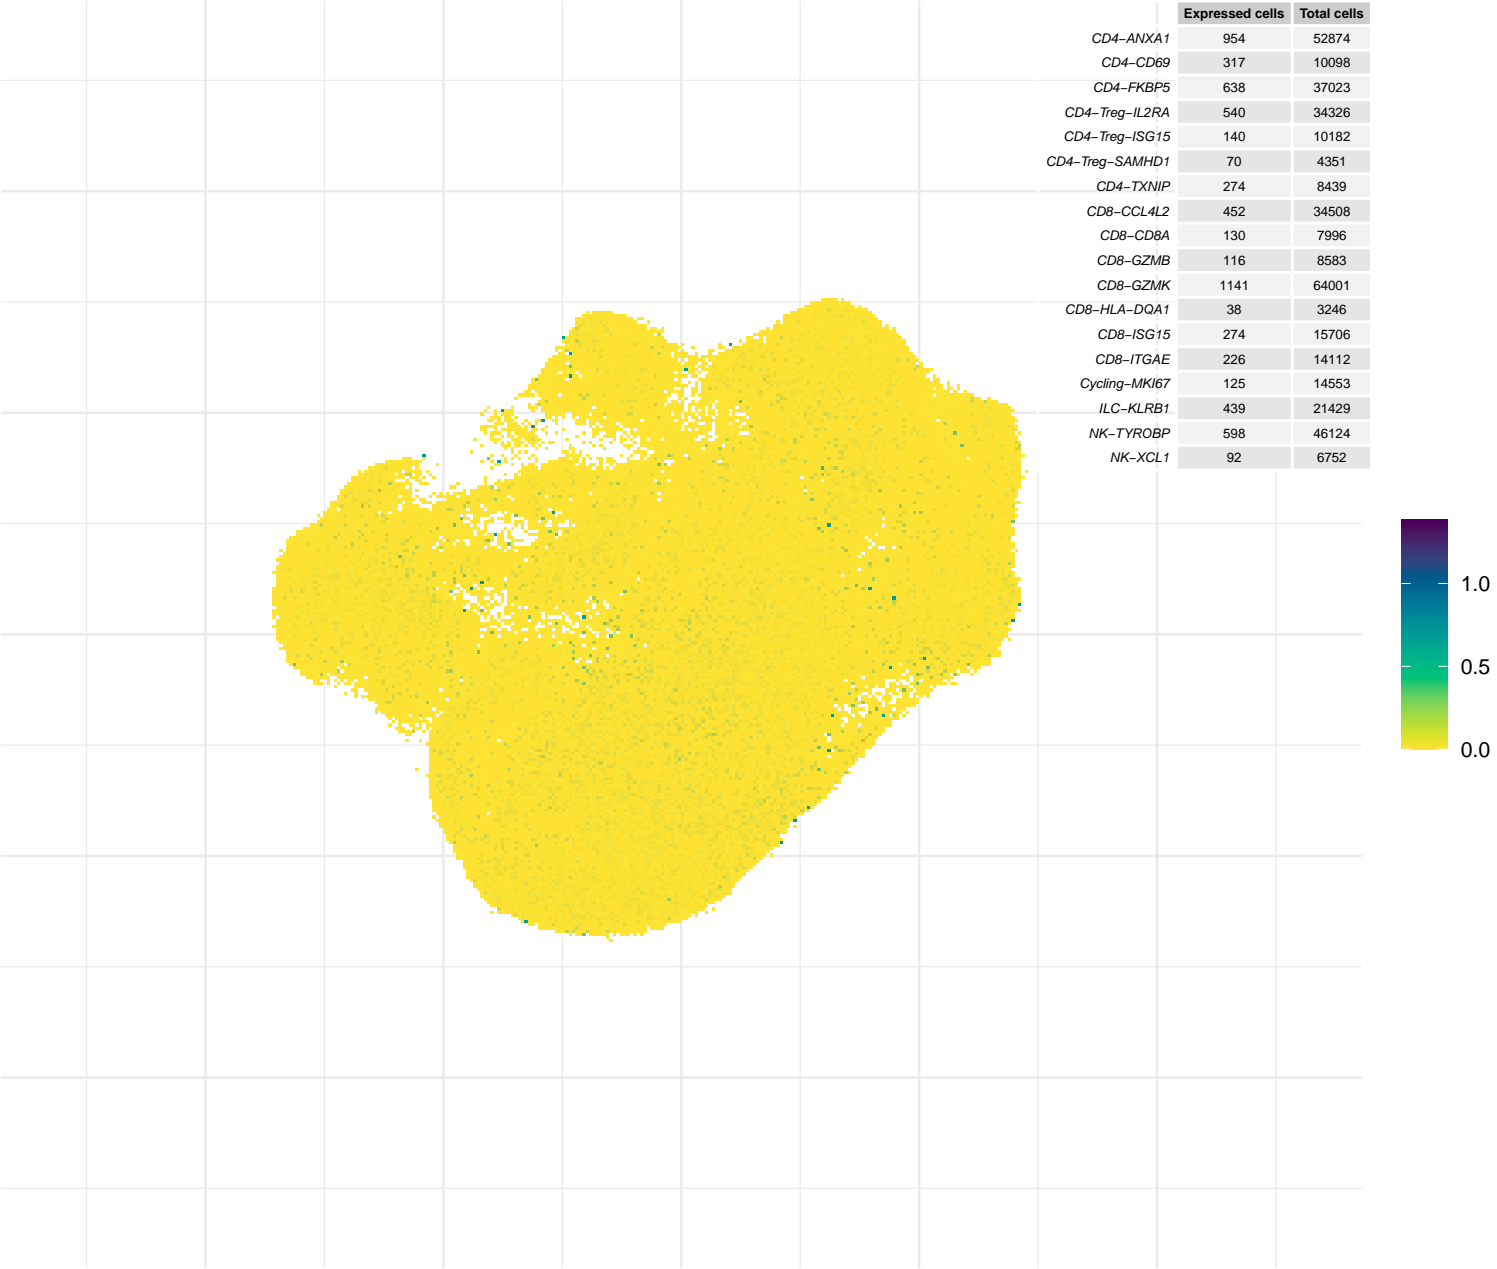 Expressed cells Total cells
CD4−ANXA1 954 52874
CD4−CD69 317 10098
CD4−FKBP5 638 37023
CD4−Treg−IL2RA 540 34326
CD4−Treg−ISG15 140 10182
CD4−Treg−SAMHD1 70 4351
CD4−TXNIP 274 8439
CD8−CCL4L2 452 34508
CD8−CD8A 130 7996
CD8−GZMB 116 8583
CD8−GZMK 1141 64001
CD8−HLA−DQA1 38 3246
CD8−ISG15 274 15706
CD8−ITGAE 226 14112
Cycling−MKI67 125 14553
ILC−KLRB1 439 21429
NK−TYROBP 598 46124
NK−XCL1 92 6752
1.0
0.5
0.0